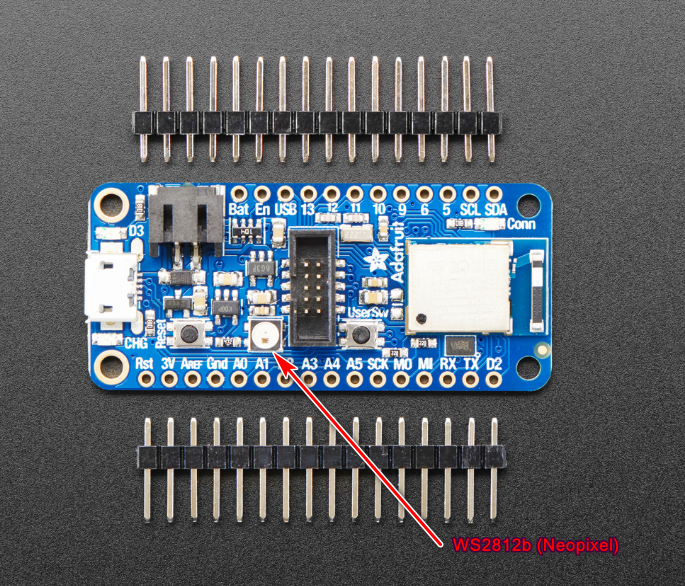 Bat En USB 13 12 11 10 9 6 5 SCL SDA
D3
Conn
Adafruit
UserSW
Reset
CHG
Rst 3V AREF Gnd A0 A1 A3 A4 A5 SCK MO MI RX TX D2
WS2812b (Neopixel)